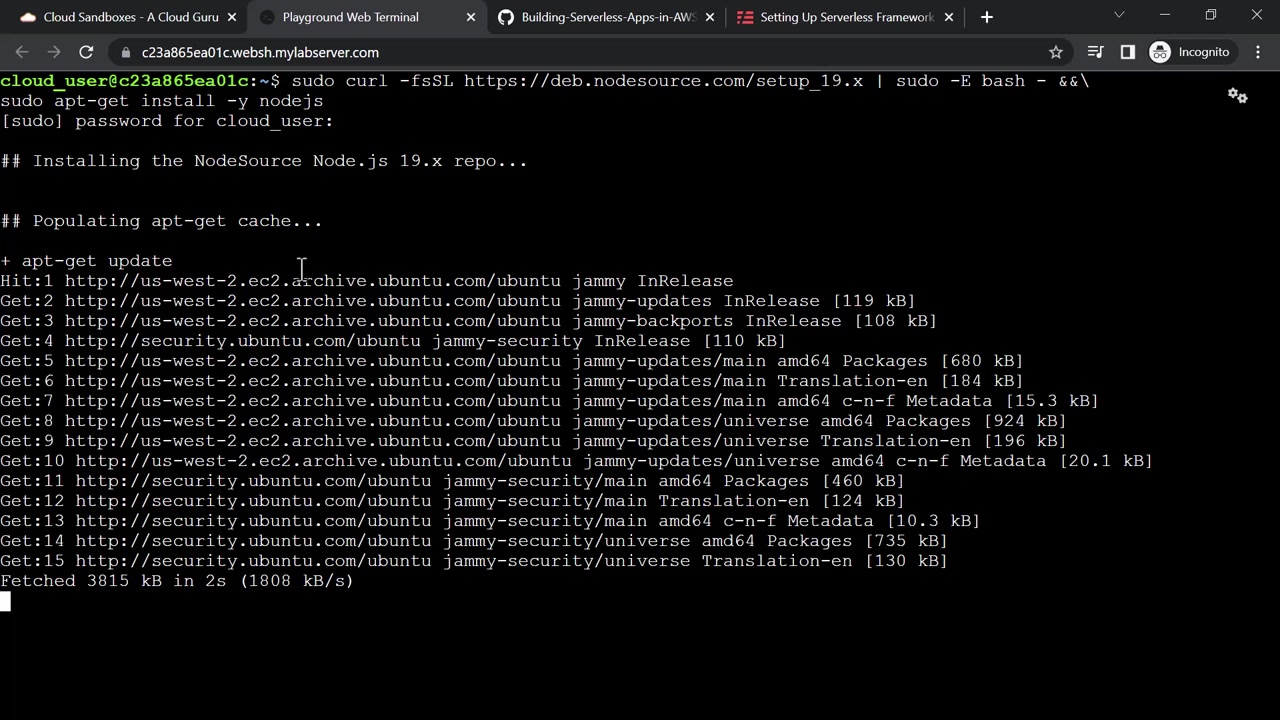 Cloud Sandboxes - A Cloud Guru
Playground Web Terminal
Building-Serverless-Apps-in-AWS
Setting Up Serverless Framework
c23a865ea01c.websh.mylabserver.com
Incognito
cloud_user@c23a865ea01c:~$ sudo curl -fsSL https://deb.nodesource.com/setup_19.x | sudo -E bash - &&\
sudo apt-get install -y nodejs
[sudo] password for cloud_user:
## Installing the NodeSource Node.js 19.x repo...
## Populating apt-get cache...
+ apt-get update
Hit:1 http://us-west-2.ec2.archive.ubuntu.com/ubuntu jammy InRelease
Get:2 http://us-west-2.ec2.archive.ubuntu.com/ubuntu jammy-updates InRelease [119 kB]
Get:3 http://us-west-2.ec2.archive.ubuntu.com/ubuntu jammy-backports InRelease [108 kB]
Get:4 http://security.ubuntu.com/ubuntu jammy-security InRelease [110 kB]
Get:5 http://us-west-2.ec2.archive.ubuntu.com/ubuntu jammy-updates/main amd64 Packages [680 kB]
Get:6 http://us-west-2.ec2.archive.ubuntu.com/ubuntu jammy-updates/main Translation-en [184 kB]
Get:7 http://us-west-2.ec2.archive.ubuntu.com/ubuntu jammy-updates/main amd64 c-n-f Metadata [15.3 kB]
Get:8 http://us-west-2.ec2.archive.ubuntu.com/ubuntu jammy-updates/universe amd64 Packages [924 kB]
Get:9 http://us-west-2.ec2.archive.ubuntu.com/ubuntu jammy-updates/universe Translation-en [196 kB]
Get:10 http://us-west-2.ec2.archive.ubuntu.com/ubuntu jammy-updates/universe amd64 c-n-f Metadata [20.1 kB]
Get:11 http://security.ubuntu.com/ubuntu jammy-security/main amd64 Packages [460 kB]
Get:12 http://security.ubuntu.com/ubuntu jammy-security/main Translation-en [124 kB]
Get:13 http://security.ubuntu.com/ubuntu jammy-security/main amd64 c-n-f Metadata [10.3 kB]
Get:14 http://security.ubuntu.com/ubuntu jammy-security/universe amd64 Packages [735 kB]
Get:15 http://security.ubuntu.com/ubuntu jammy-security/universe Translation-en [130 kB]
Fetched 3815 kB in 2s (1808 kB/s)